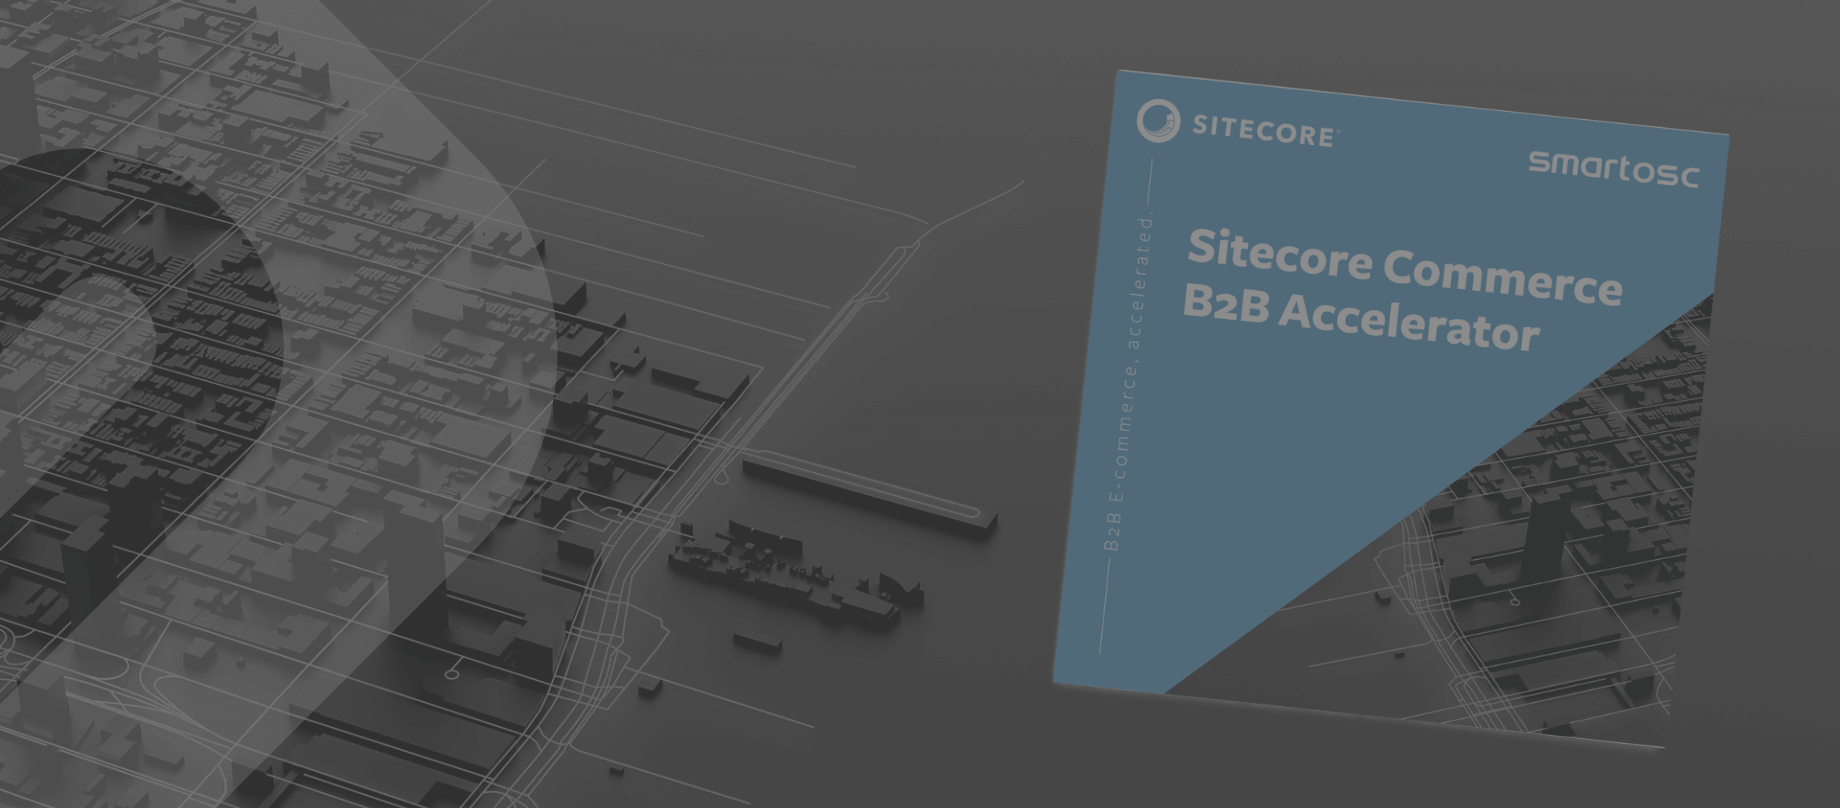 SITECORE
smartosc
Sitecore Commerce
B2B Accelerator
B2B E-commerce, accelerated.